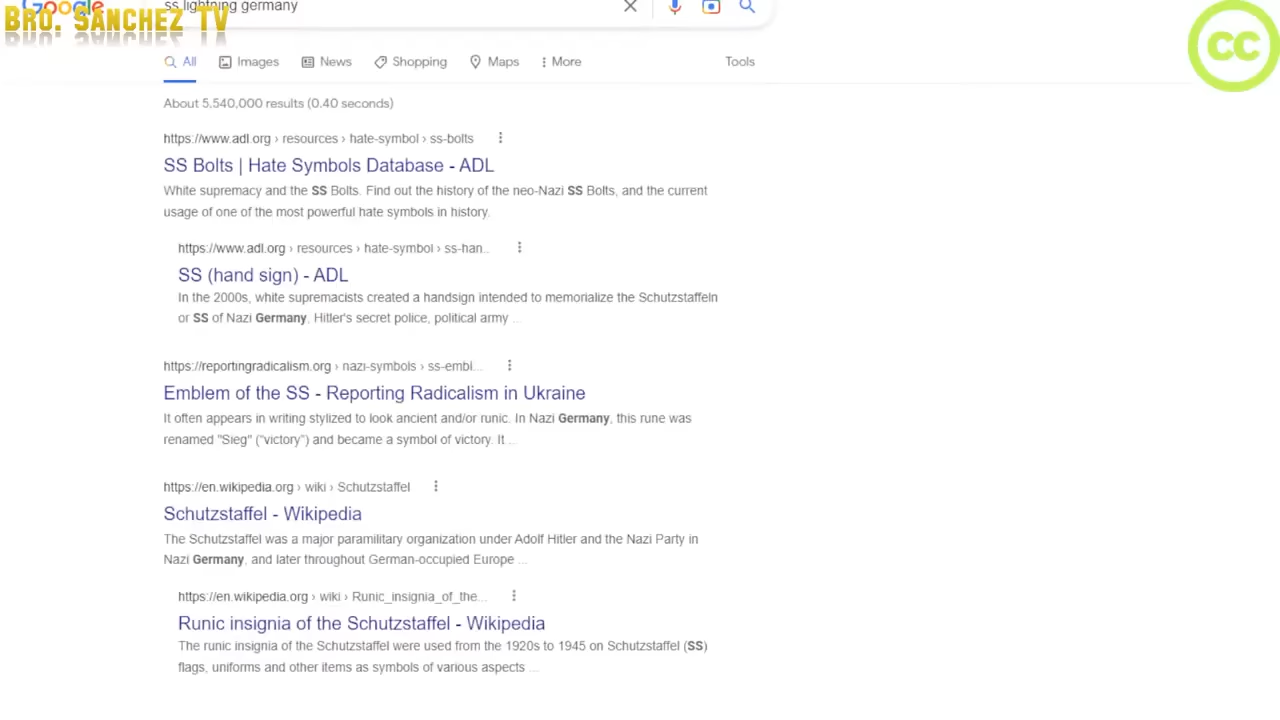 Google
ss lightning germany
BRO. SANCHEZ TV
CC
All Images News Shopping Maps More Tools
About 5,540,000 results (0.40 seconds)
https://www.adl.org › resources › hate-symbol › ss-bolts
SS Bolts | Hate Symbols Database - ADL
White supremacy and the SS Bolts. Find out the history of the neo-Nazi SS Bolts, and the current
usage of one of the most powerful hate symbols in history.
https://www.adl.org › resources › hate-symbol › ss-han...
SS (hand sign) - ADL
In the 2000s, white supremacists created a handsign intended to memorialize the Schutzstaffeln
or SS of Nazi Germany, Hitler's secret police, political army ...
https://reportingradicalism.org › nazi-symbols › ss-embl...
Emblem of the SS - Reporting Radicalism in Ukraine
It often appears in writing stylized to look ancient and/or runic. In Nazi Germany, this rune was
renamed "Sieg" ("victory") and became a symbol of victory. It ...
https://en.wikipedia.org › wiki › Schutzstaffel
Schutzstaffel - Wikipedia
The Schutzstaffel was a major paramilitary organization under Adolf Hitler and the Nazi Party in
Nazi Germany, and later throughout German-occupied Europe ...
https://en.wikipedia.org › wiki › Runic_insignia_of_the...
Runic insignia of the Schutzstaffel - Wikipedia
The runic insignia of the Schutzstaffel were used from the 1920s to 1945 on Schutzstaffel (SS)
flags, uniforms and other items as symbols of various aspects ...